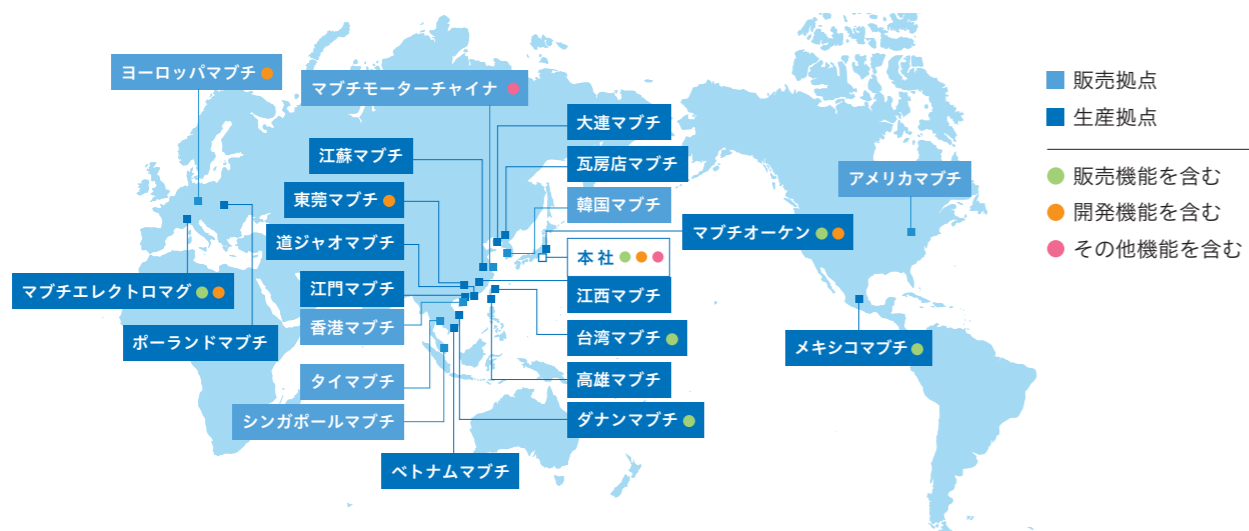 ヨーロッパマブチ
マブチモーターチャイナ
大連マブチ
江蘇マブチ
瓦房店マブチ
東莞マブチ
韓国マブチ
道ジャオマブチ
マブチオーケン
本社
マブチエレクトロマグ
江門マブチ
江西マブチ
香港マブチ
ポーランドマブチ
台湾マブチ
メキシコマブチ
タイマブチ
高雄マブチ
シンガポールマブチ
ダナンマブチ
ベトナムマブチ
アメリカマブチ
販売拠点
生産拠点
販売機能を含む
開発機能を含む
その他機能を含む